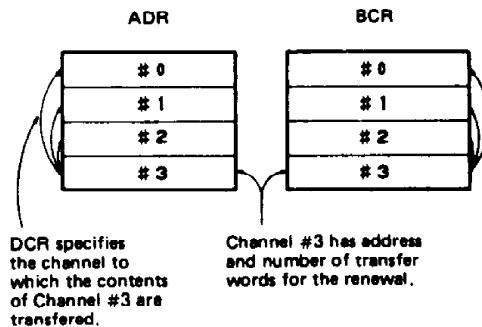 ADR
BCR
# 0
# 0
# 1
# 1
# 2
# 2
# 3
# 3
DCR specifies
the channel to
which the contents
of Channel #3 are
transfered.
Channel #3 has address
and number of transfer
words for the renewal.